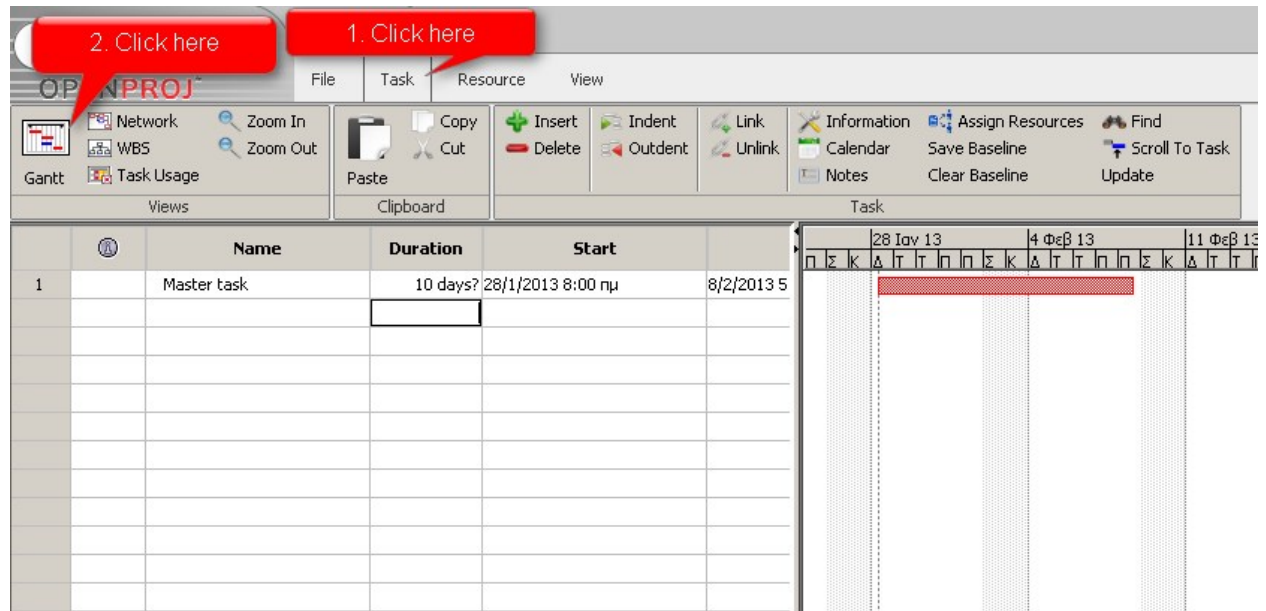 2. Click here
1. Click here
OPENPROJ
File Task Resource View
Network Zoom In Copy Insert Indent Link Information Assign Resources Find
WBS Zoom Out Cut Delete Outdent Unlink Calendar Save Baseline Scroll To Task
Gantt Task Usage Paste Notes Clear Baseline Update
Views Clipboard Task
Name Duration Start
28 Ιαν 13 4 Φεβ 13 11 Φεβ 13
Π Σ Κ Δ Τ Τ Π Π Σ Κ Δ Τ Τ Π Π Σ Κ Δ Τ Τ Π
1 Master task 10 days? 28/1/2013 8:00 πμ 8/2/2013 5